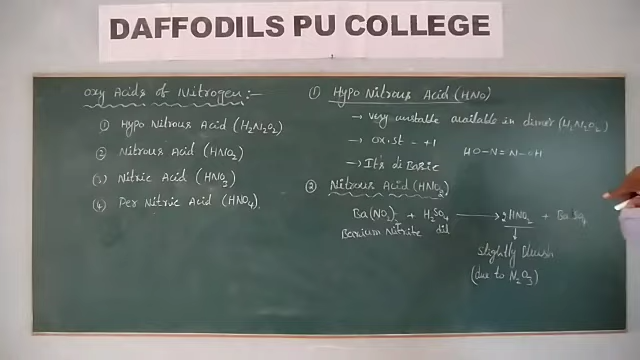 DAFFODILS PU COLLEGE
Oxy Acids of Nitrogen:-
① Hypo Nitrous Acid (H₂N₂O₂)
② Nitrous Acid (HNO₂)
③ Nitric Acid (HNO₃)
④ Per Nitric Acid (HNO₄).
① Hypo Nitrous Acid (HNO)
→ Very unstable available in dimer (H₂N₂O₂)
→ ox.st - +1
HO-N=N-OH
→ It's di Basic
② Nitrous Acid (HNO₂)
Ba(NO₂)₂ + H₂SO₄ → 2HNO₂ + BaSO₄
Barium Nitrite dil
↓
slightly bluish
(due to N₂O₃)